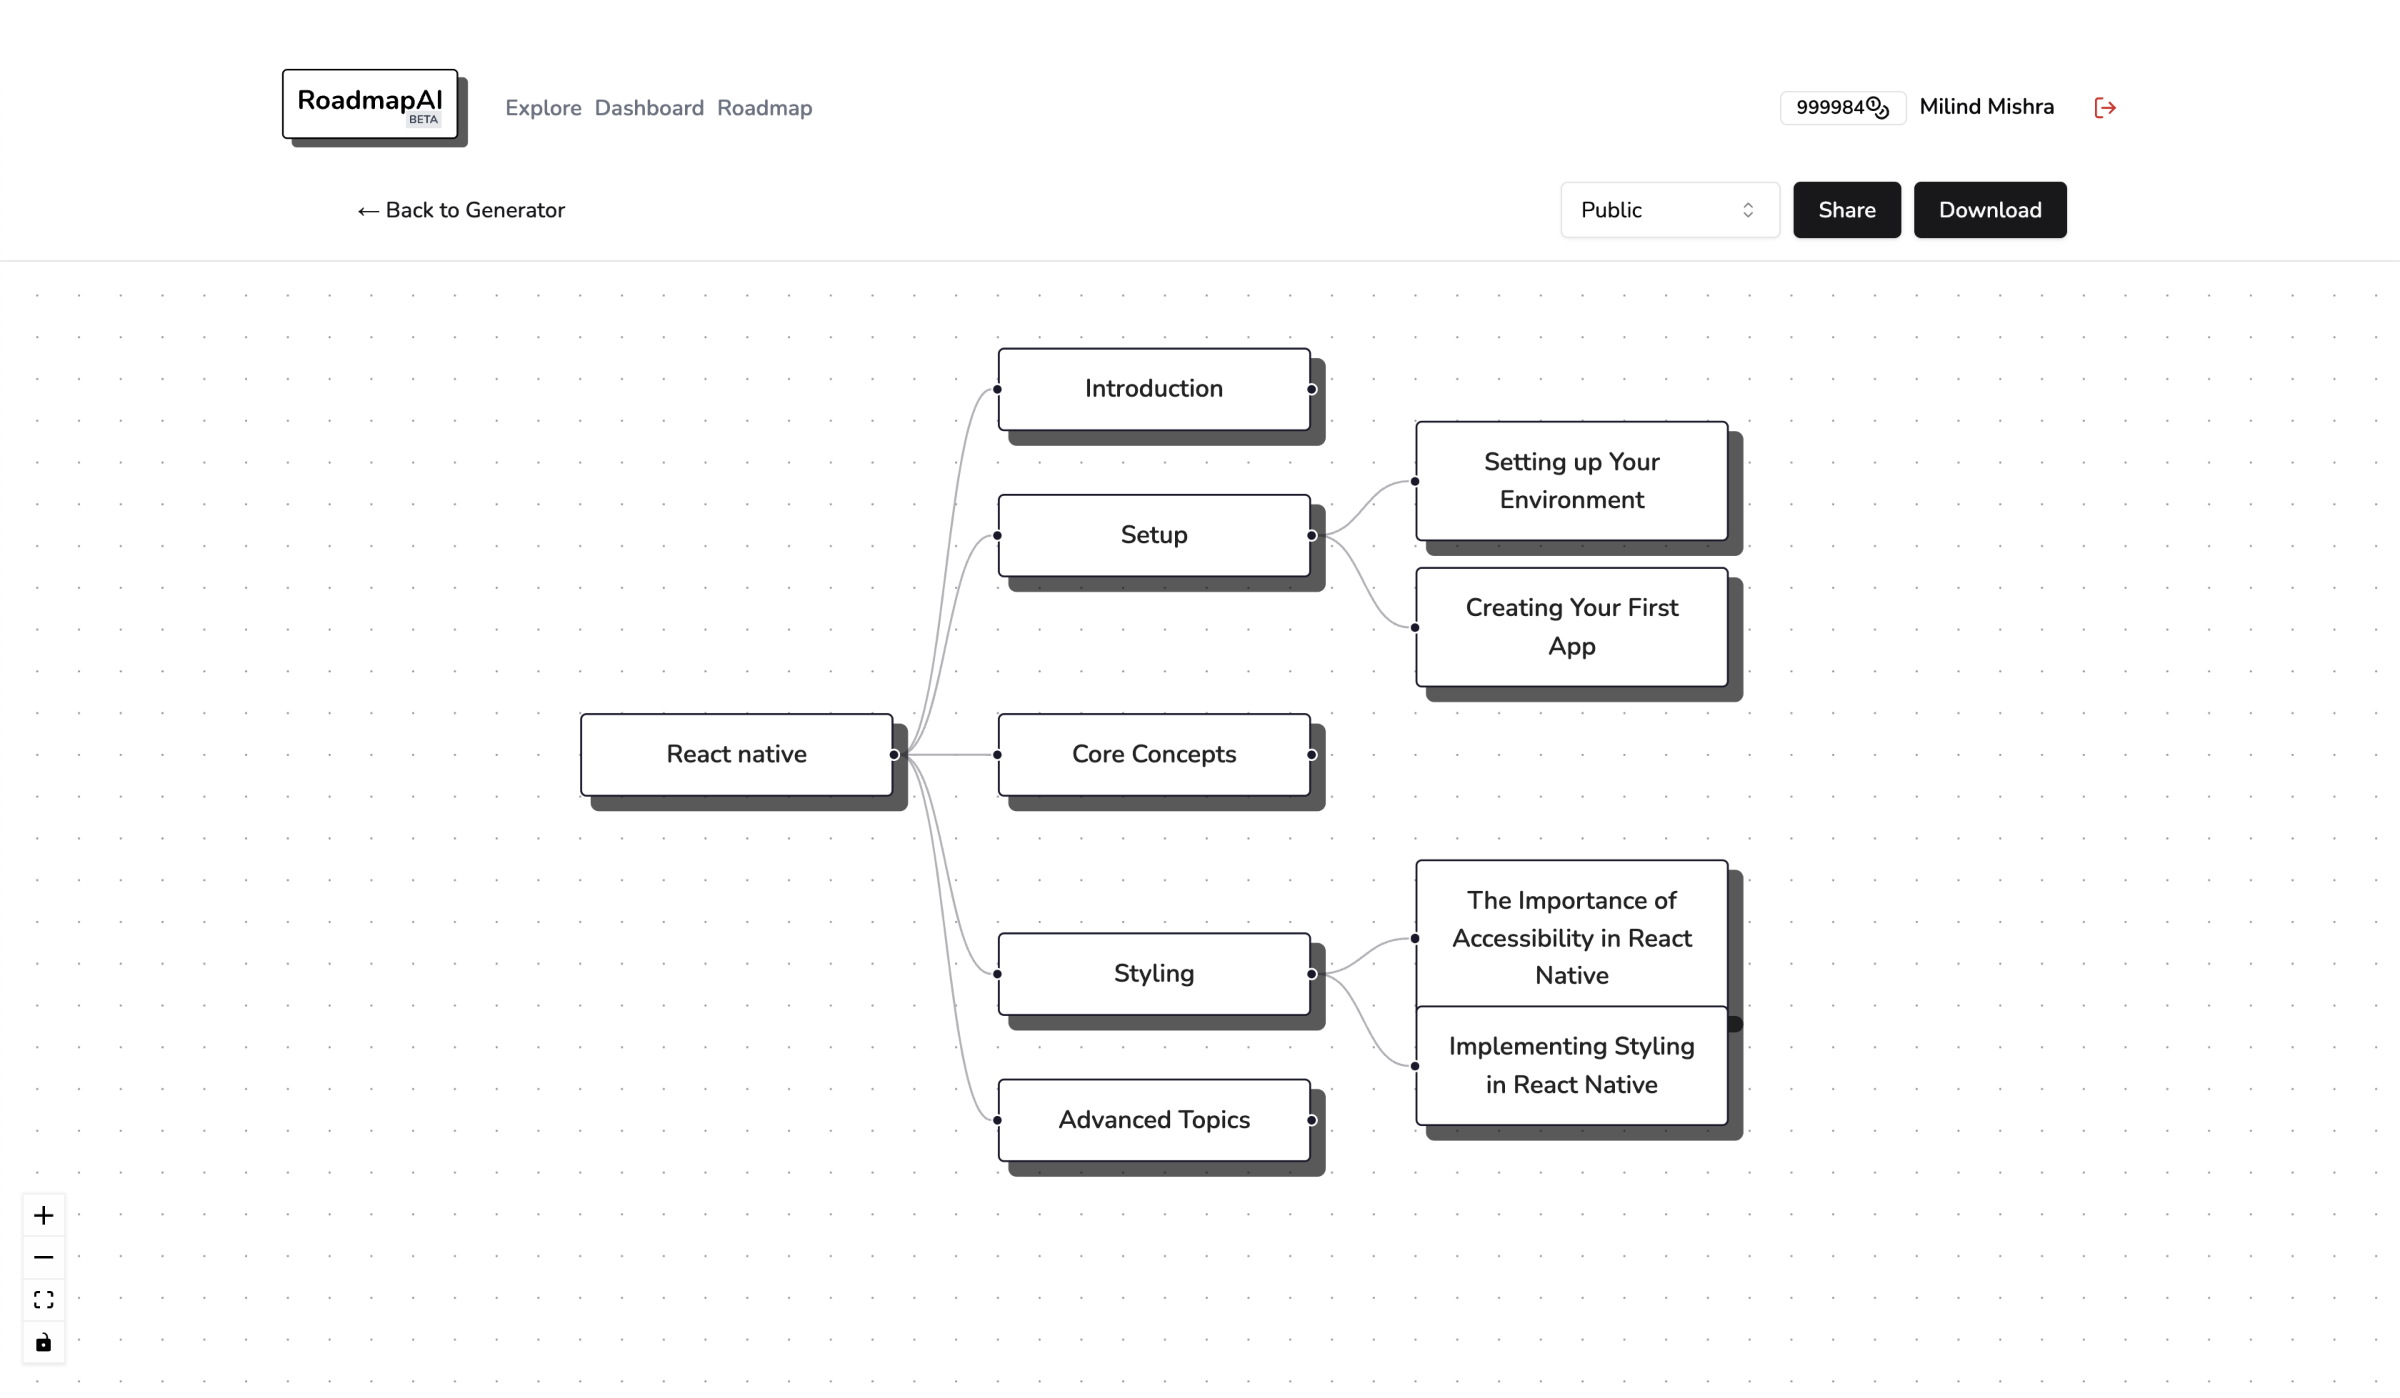 RoadmapAI
BETA
Explore Dashboard Roadmap
999984
Milind Mishra
← Back to Generator
Public
Share
Download
Introduction
Setting up Your
Environment
Setup
Creating Your First
App
React native
Core Concepts
The Importance of
Accessibility in React
Native
Styling
Implementing Styling
in React Native
Advanced Topics